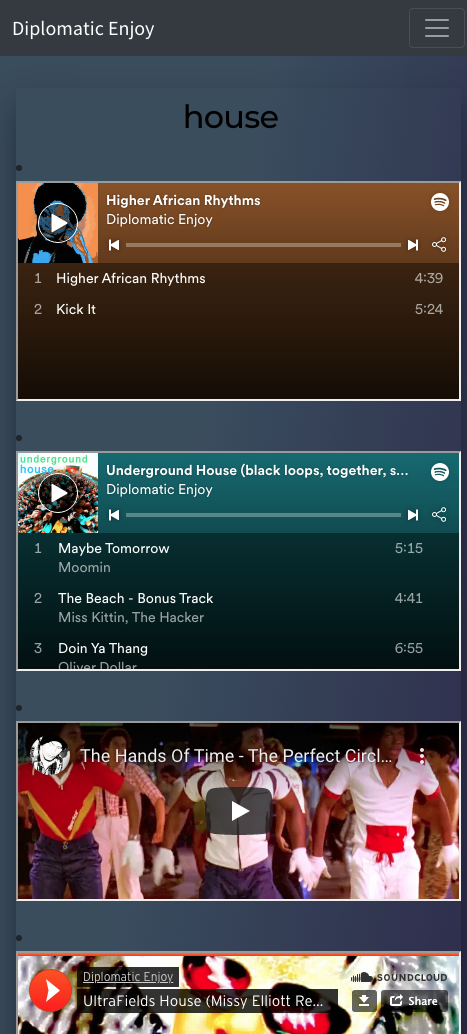 Diplomatic Enjoy
house
Higher African Rhythms
Diplomatic Enjoy
1 Higher African Rhythms 4:39
2 Kick It 5:24
underground
house
Underground House (black loops, together, s...
Diplomatic Enjoy
1 Maybe Tomorrow 5:15
Moomin
2 The Beach - Bonus Track 4:41
Miss Kittin, The Hacker
3 Doin Ya Thang 6:55
Oliver Dollar
The Hands Of Time - The Perfect Circl...
Diplomatic Enjoy SOUNDCLOUD
UltraFields House (Missy Elliott Re... Share